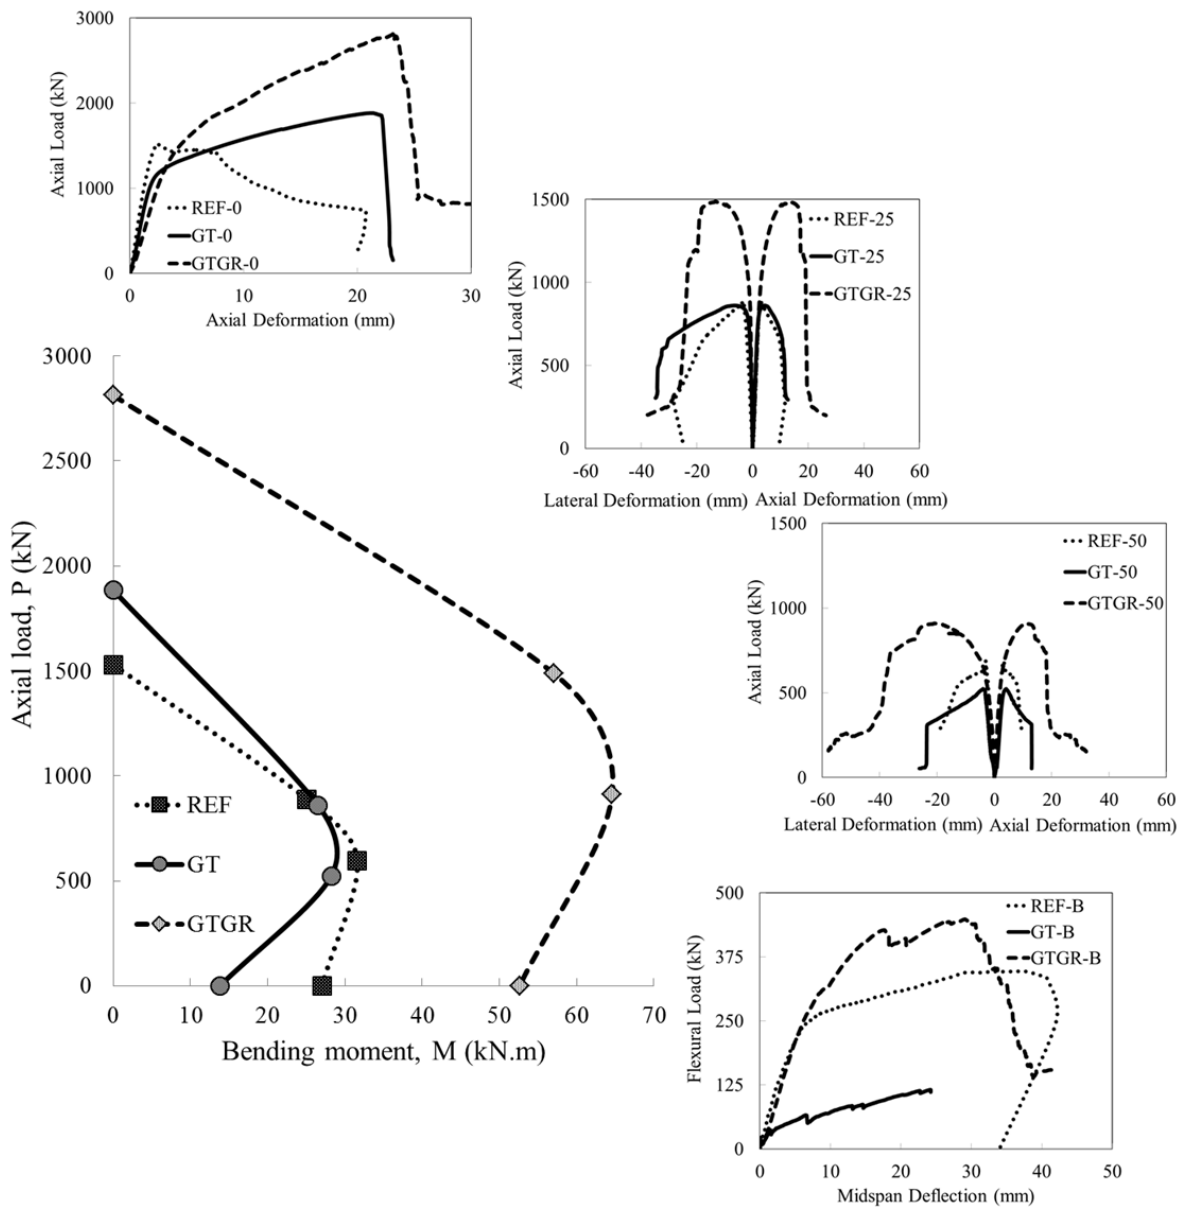 3000
2000
1000
0
Axial Load (kN)
REF-0
GT-0
GTGR-0
0 10 20 30
Axial Deformation (mm)
1500
1000
500
0
Axial Load (kN)
REF-25
GT-25
GTGR-25
-60 -40 -20 0 20 40 60
Lateral Deformation (mm) Axial Deformation (mm)
3000
2500
2000
1500
1000
500
0
Axial load, P (kN)
REF
GT
GTGR
0 10 20 30 40 50 60 70
Bending moment, M (kN.m)
1500
1000
500
0
Axial Load (kN)
REF-50
GT-50
GTGR-50
-60 -40 -20 0 20 40 60
Lateral Deformation (mm) Axial Deformation (mm)
500
375
250
125
0
Flexural Load (kN)
REF-B
GT-B
GTGR-B
0 10 20 30 40 50
Midspan Deflection (mm)